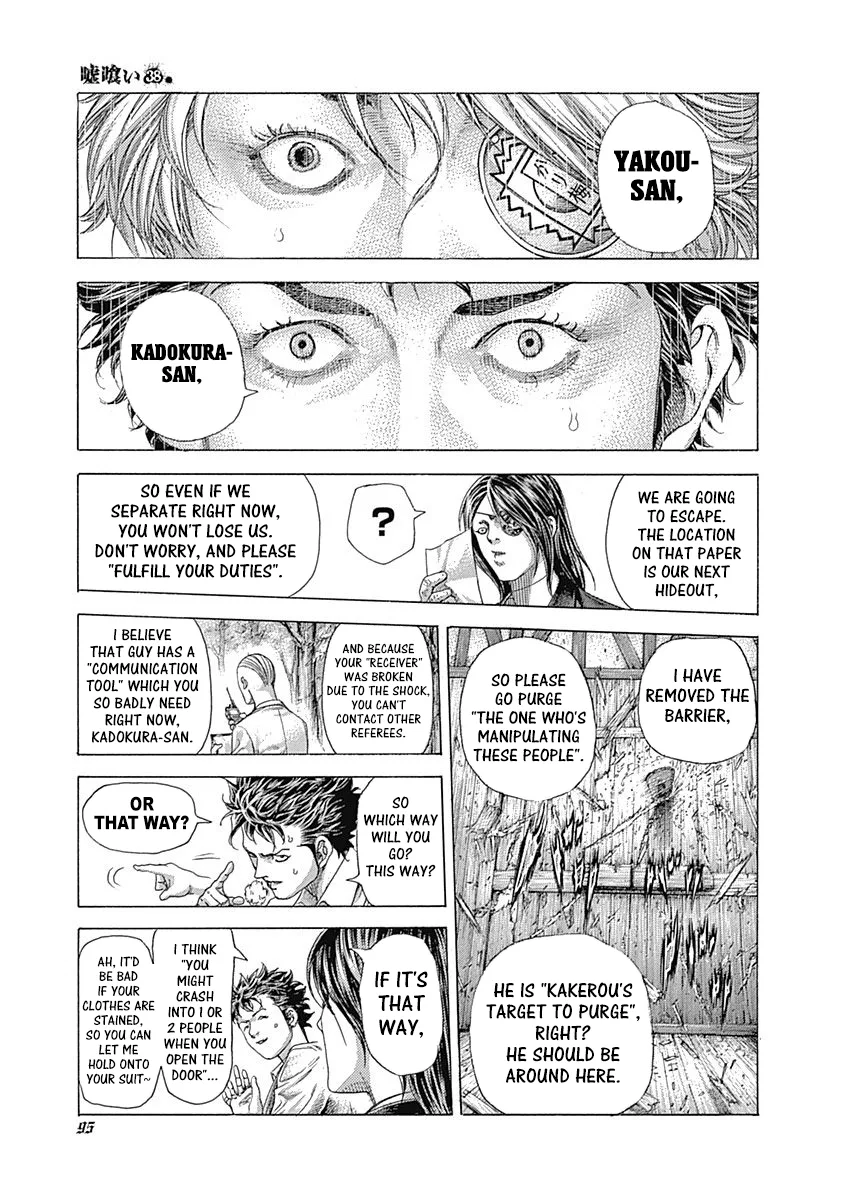 嘘喰い 38.
YAKOU-
SAN,
KADOKURA-
SAN,
WE ARE GOING
TO ESCAPE.
THE LOCATION
ON THAT PAPER
IS OUR NEXT
HIDEOUT,
?
SO EVEN IF WE
SEPARATE RIGHT NOW,
YOU WON'T LOSE US.
DON'T WORRY, AND PLEASE
"FULFILL YOUR DUTIES".
AND BECAUSE
YOUR "RECEIVER"
WAS BROKEN
DUE TO THE SHOCK,
YOU CAN'T
CONTACT OTHER
REFEREES.
I BELIEVE
THAT GUY HAS A
"COMMUNICATION
TOOL" WHICH YOU
SO BADLY NEED
RIGHT NOW,
KADOKURA-SAN.
I HAVE
REMOVED THE
BARRIER,
SO PLEASE
GO PURGE
"THE ONE WHO'S
MANIPULATING
THESE PEOPLE".
HE IS "KAKEROU'S
TARGET TO PURGE",
RIGHT?
HE SHOULD BE
AROUND HERE.
SO
WHICH WAY
WILL YOU
GO?
THIS WAY?
OR
THAT WAY?
IF IT'S
THAT
WAY,
I THINK
"YOU
MIGHT
CRASH
INTO 1 OR
2 PEOPLE
WHEN YOU
OPEN THE
DOOR"...
AH, IT'D
BE BAD
IF YOUR
CLOTHES ARE
STAINED,
SO YOU CAN
LET ME
HOLD ONTO
YOUR SUIT~
95